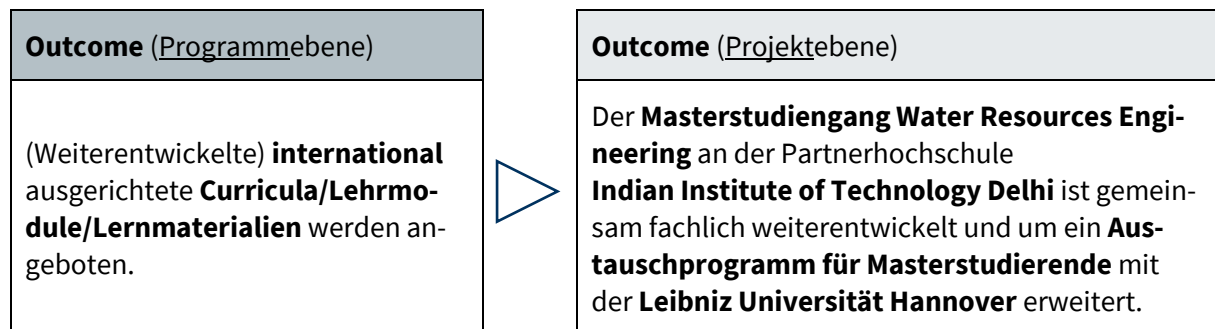 Outcome (Programmebene)
(Weiterentwickelte) international
ausgerichtete Curricula/Lehrmo-
dule/Lernmaterialien werden an-
geboten.
Outcome (Projektebene)
Der Masterstudiengang Water Resources Engi-
neering an der Partnerhochschule
Indian Institute of Technology Delhi ist gemein-
sam fachlich weiterentwickelt und um ein Aus-
tauschprogramm für Masterstudierende mit
der Leibniz Universität Hannover erweitert.